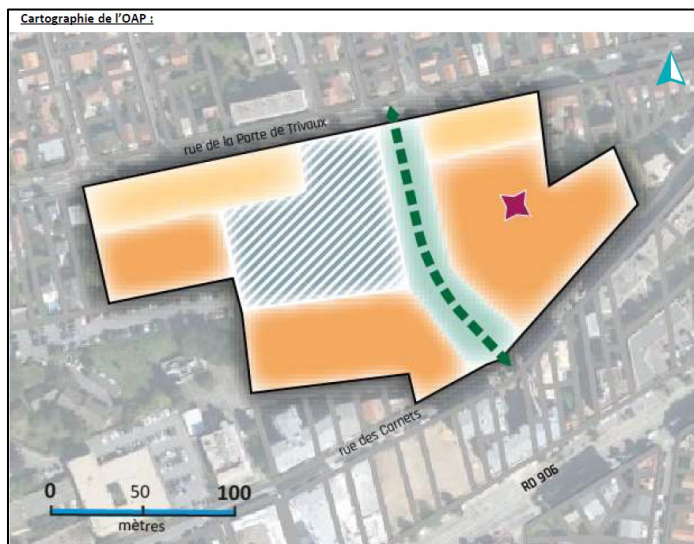 Cartographie de l'OAP :
rue de la Porte de Trivaux
rue des Carnets
RD 906
0 50 100
mètres